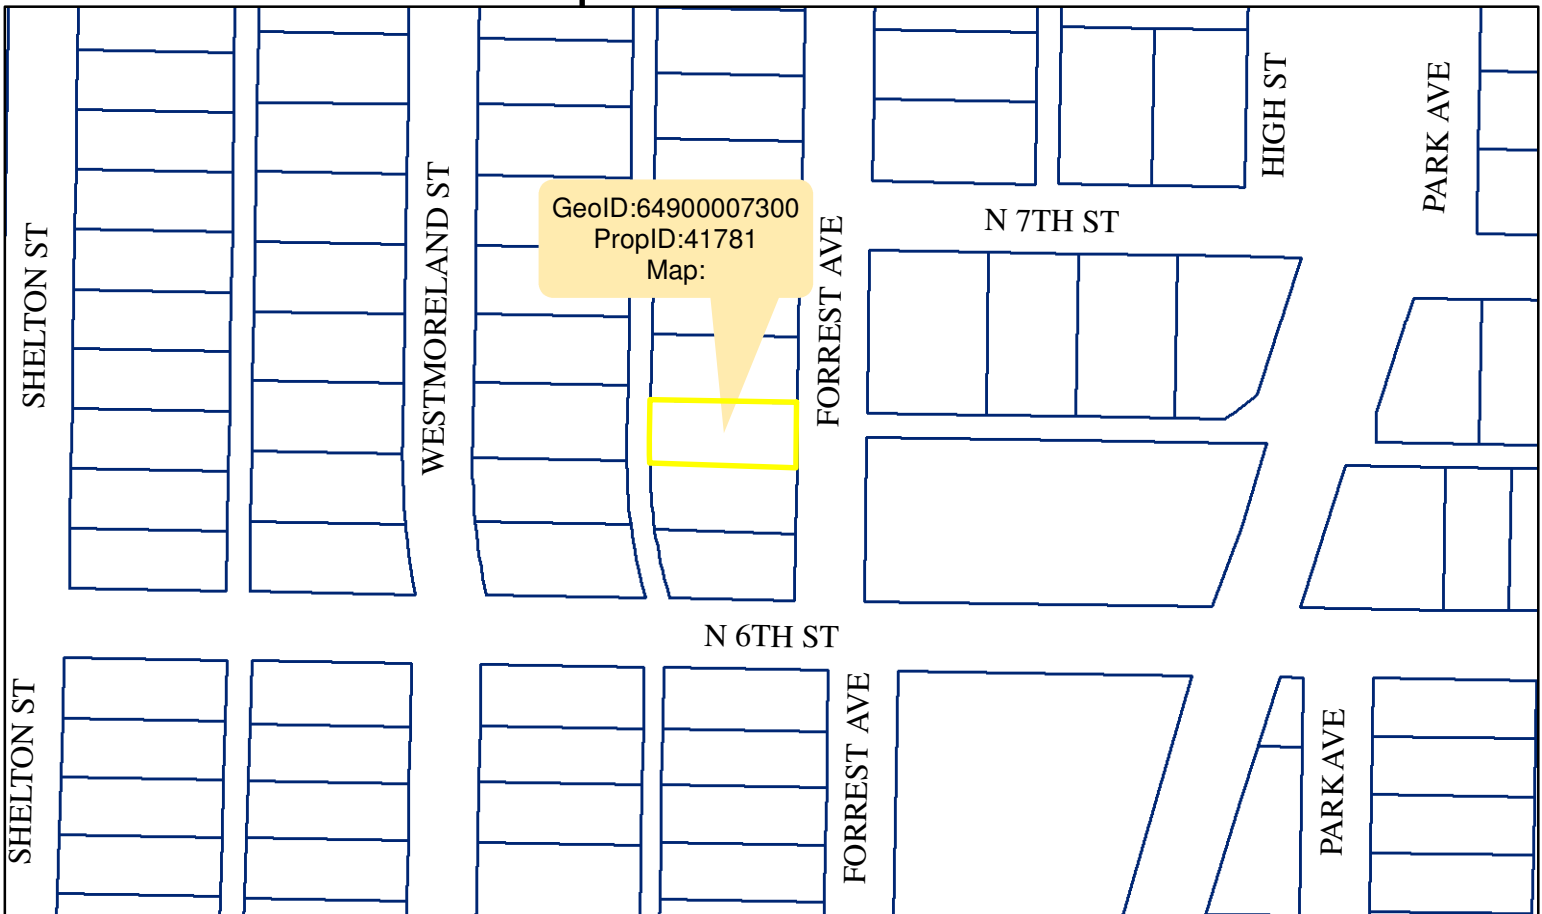 HIGH ST
PARK AVE
WESTMORELAND ST
GeoID:64900007300
PropID:41781
Map:
N 7TH ST
SHELTON ST
FORREST AVE
N 6TH ST
SHELTON ST
FORREST AVE
PARK AVE